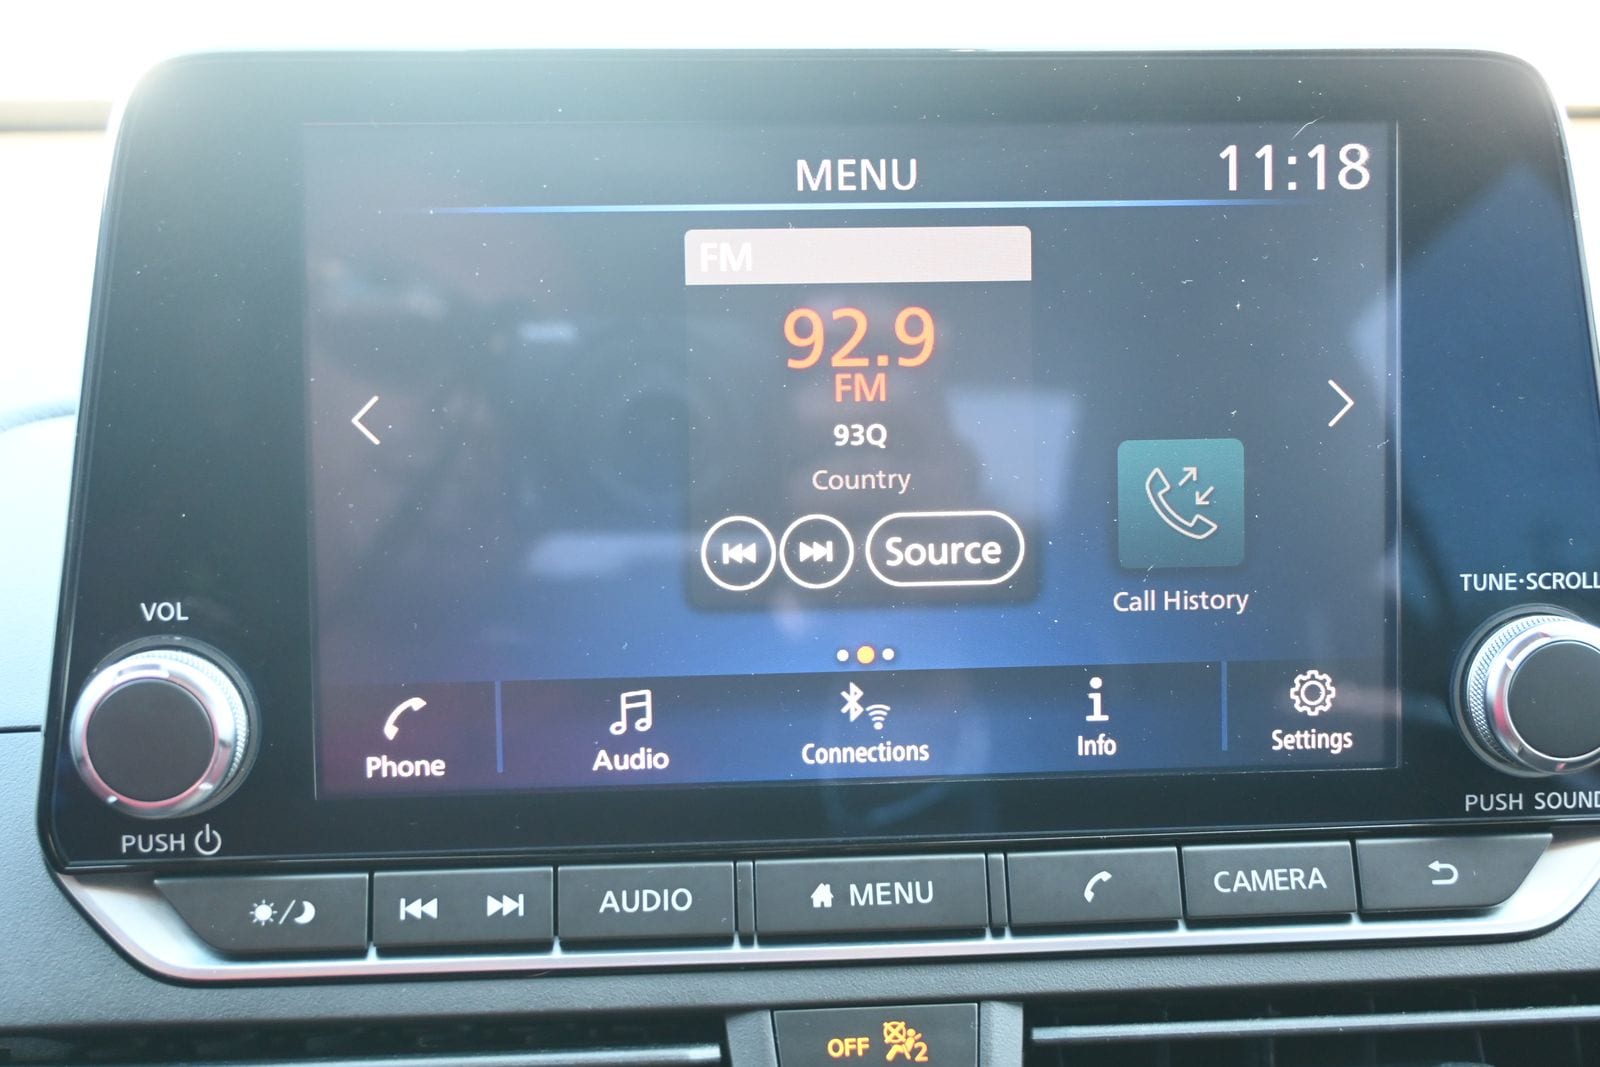 MENU
11:18
FM
92.9
FM
93Q
Country
Source
Call History
VOL
TUNE·SCROLL
Phone
Audio
Connections
Info
Settings
PUSH
PUSH SOUND
AUDIO
MENU
CAMERA
OFF
2